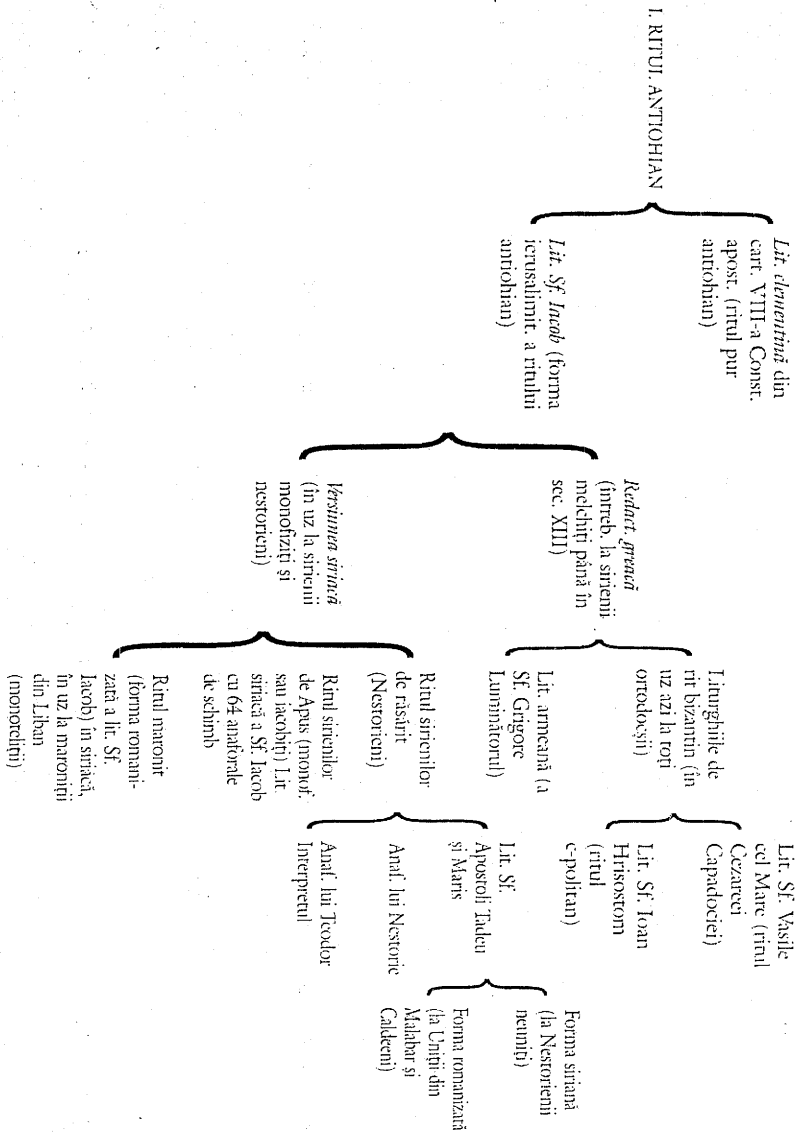 I. RITUL ANTIOHIAN
Lit. clementină din
cart. VIII-a Const.
apost. (ritul pur
antiohian)
Lit. Sf. Iacob (forma
ierusalimit. a ritului
antiohian)
Redact. greacă
(întreb. la sirienii
melchiți până în
sec. XIII)
Versiunea siriacă
(în uz la sirienii
monofiziți și
nestorieni)
Liturghiile de
rit bizantin (în
uz azi la toți
ortodocșii)
Lit. armeană (a
Sf. Grigore
Luminătorul)
Ritul sirienilor
de răsărit
(Nestorieni)
Ritul sirienilor
de Apus (monof.
sau iacobiți) Lit.
siriacă a Sf. Iacob
cu 64 anaforale
de schimb
Ritul maronit
(forma romani-
zată a lit. Sf.
Iacob) în siriacă,
în uz la maroniții
din Liban
(monoteliții)
Lit. Sf. Vasile
cel Mare (ritul
Cezareei
Capadociei)
Lit. Sf. Ioan
Hrisostom
(ritul
c-politan)
Lit. Sf.
Apostoli Tadeu
și Maris
Anaf. lui Nestorie
Anaf. lui Teodor
Interpretul
Forma siriană
(la Nestorienii
neuniți)
Forma romanizată
(la Uniții din
Malabar și
Caldeeni)